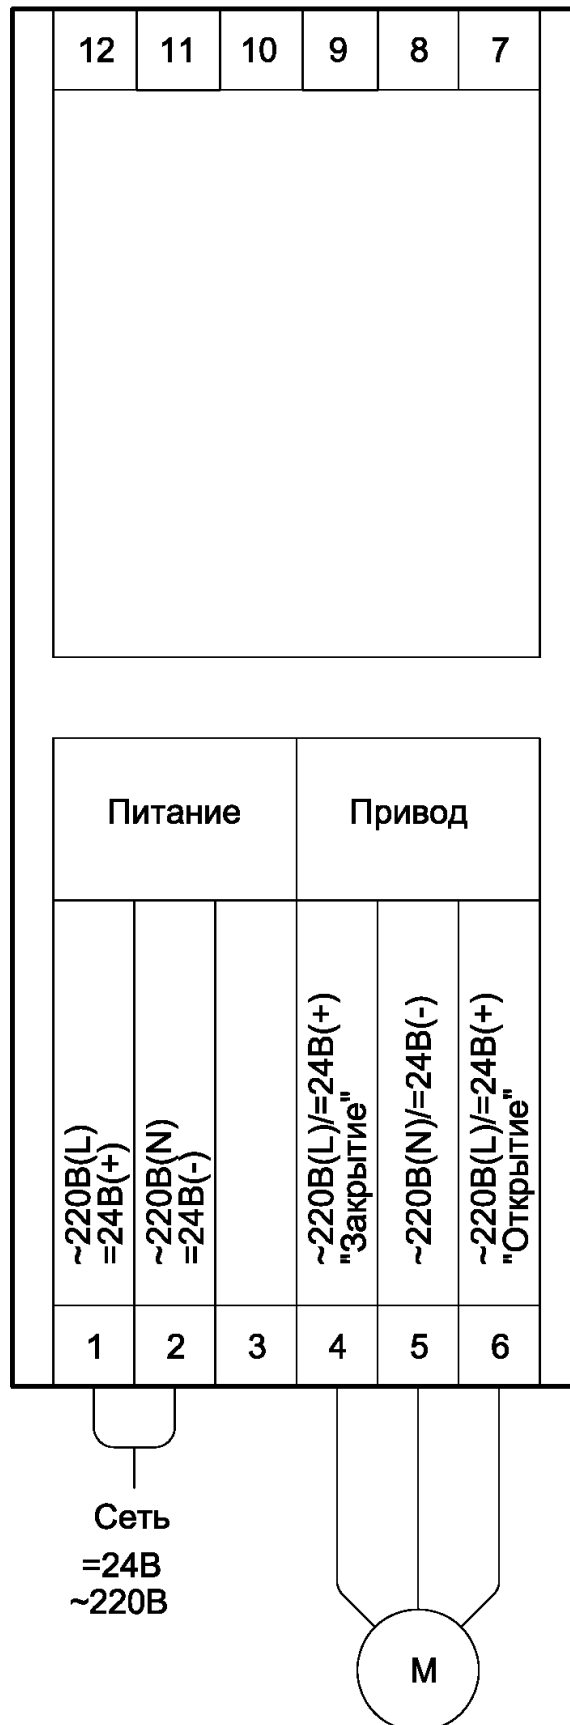 12 11 10 9 8 7
Питание Привод
~220В(L)
=24В(+)
~220В(N)
=24В(-)
~220В(L)/=24В(+)
"Закрытие"
~220В(N)/=24В(-)
~220В(L)/=24В(+)
"Открытие"
1 2 3 4 5 6
Сеть
=24В
~220В
М